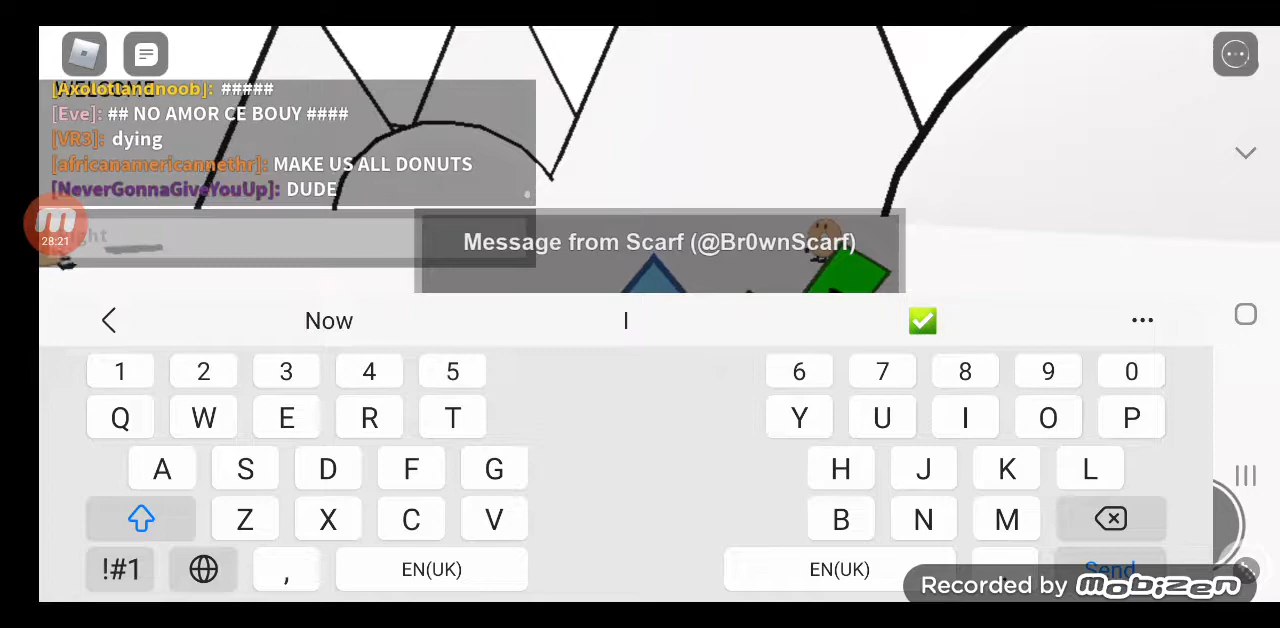 WELCOME
[Axolotlandnoob]: #####
[Eve]: ## NO AMOR CE BOUY ####
[VR3]: dying
[africanamericannethr]: MAKE US ALL DONUTS
[NeverGonnaGiveYouUp]: DUDE
28:21
Message from Scarf (@Br0wnScarf)
Now I
1 2 3 4 5 6 7 8 9 0
Q W E R T Y U I O P
A S D F G H J K L
Z X C V B N M
!#1 , EN(UK) EN(UK) . Send
Recorded by mobizen